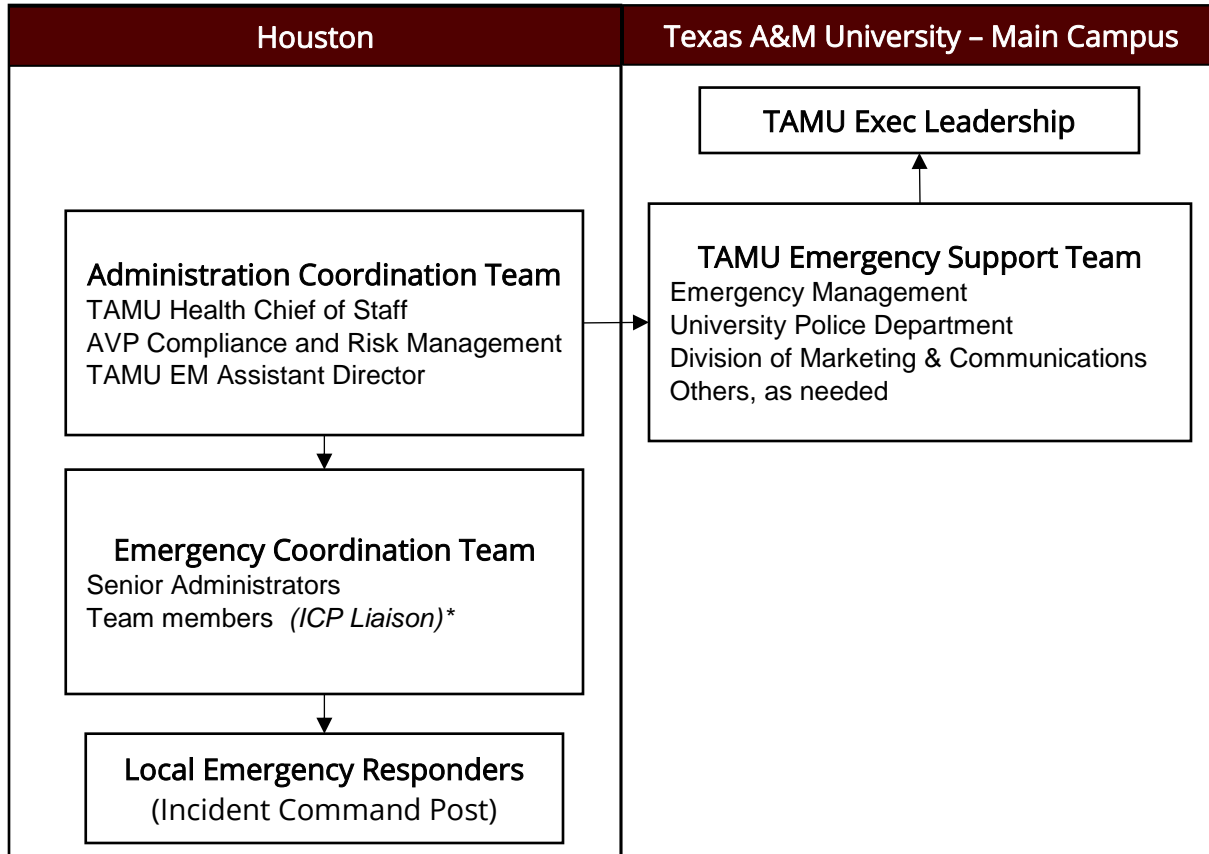 Houston
Texas A&M University – Main Campus
TAMU Exec Leadership
Administration Coordination Team
TAMU Health Chief of Staff
AVP Compliance and Risk Management
TAMU EM Assistant Director
TAMU Emergency Support Team
Emergency Management
University Police Department
Division of Marketing & Communications
Others, as needed
Emergency Coordination Team
Senior Administrators
Team members (ICP Liaison)*
Local Emergency Responders
(Incident Command Post)